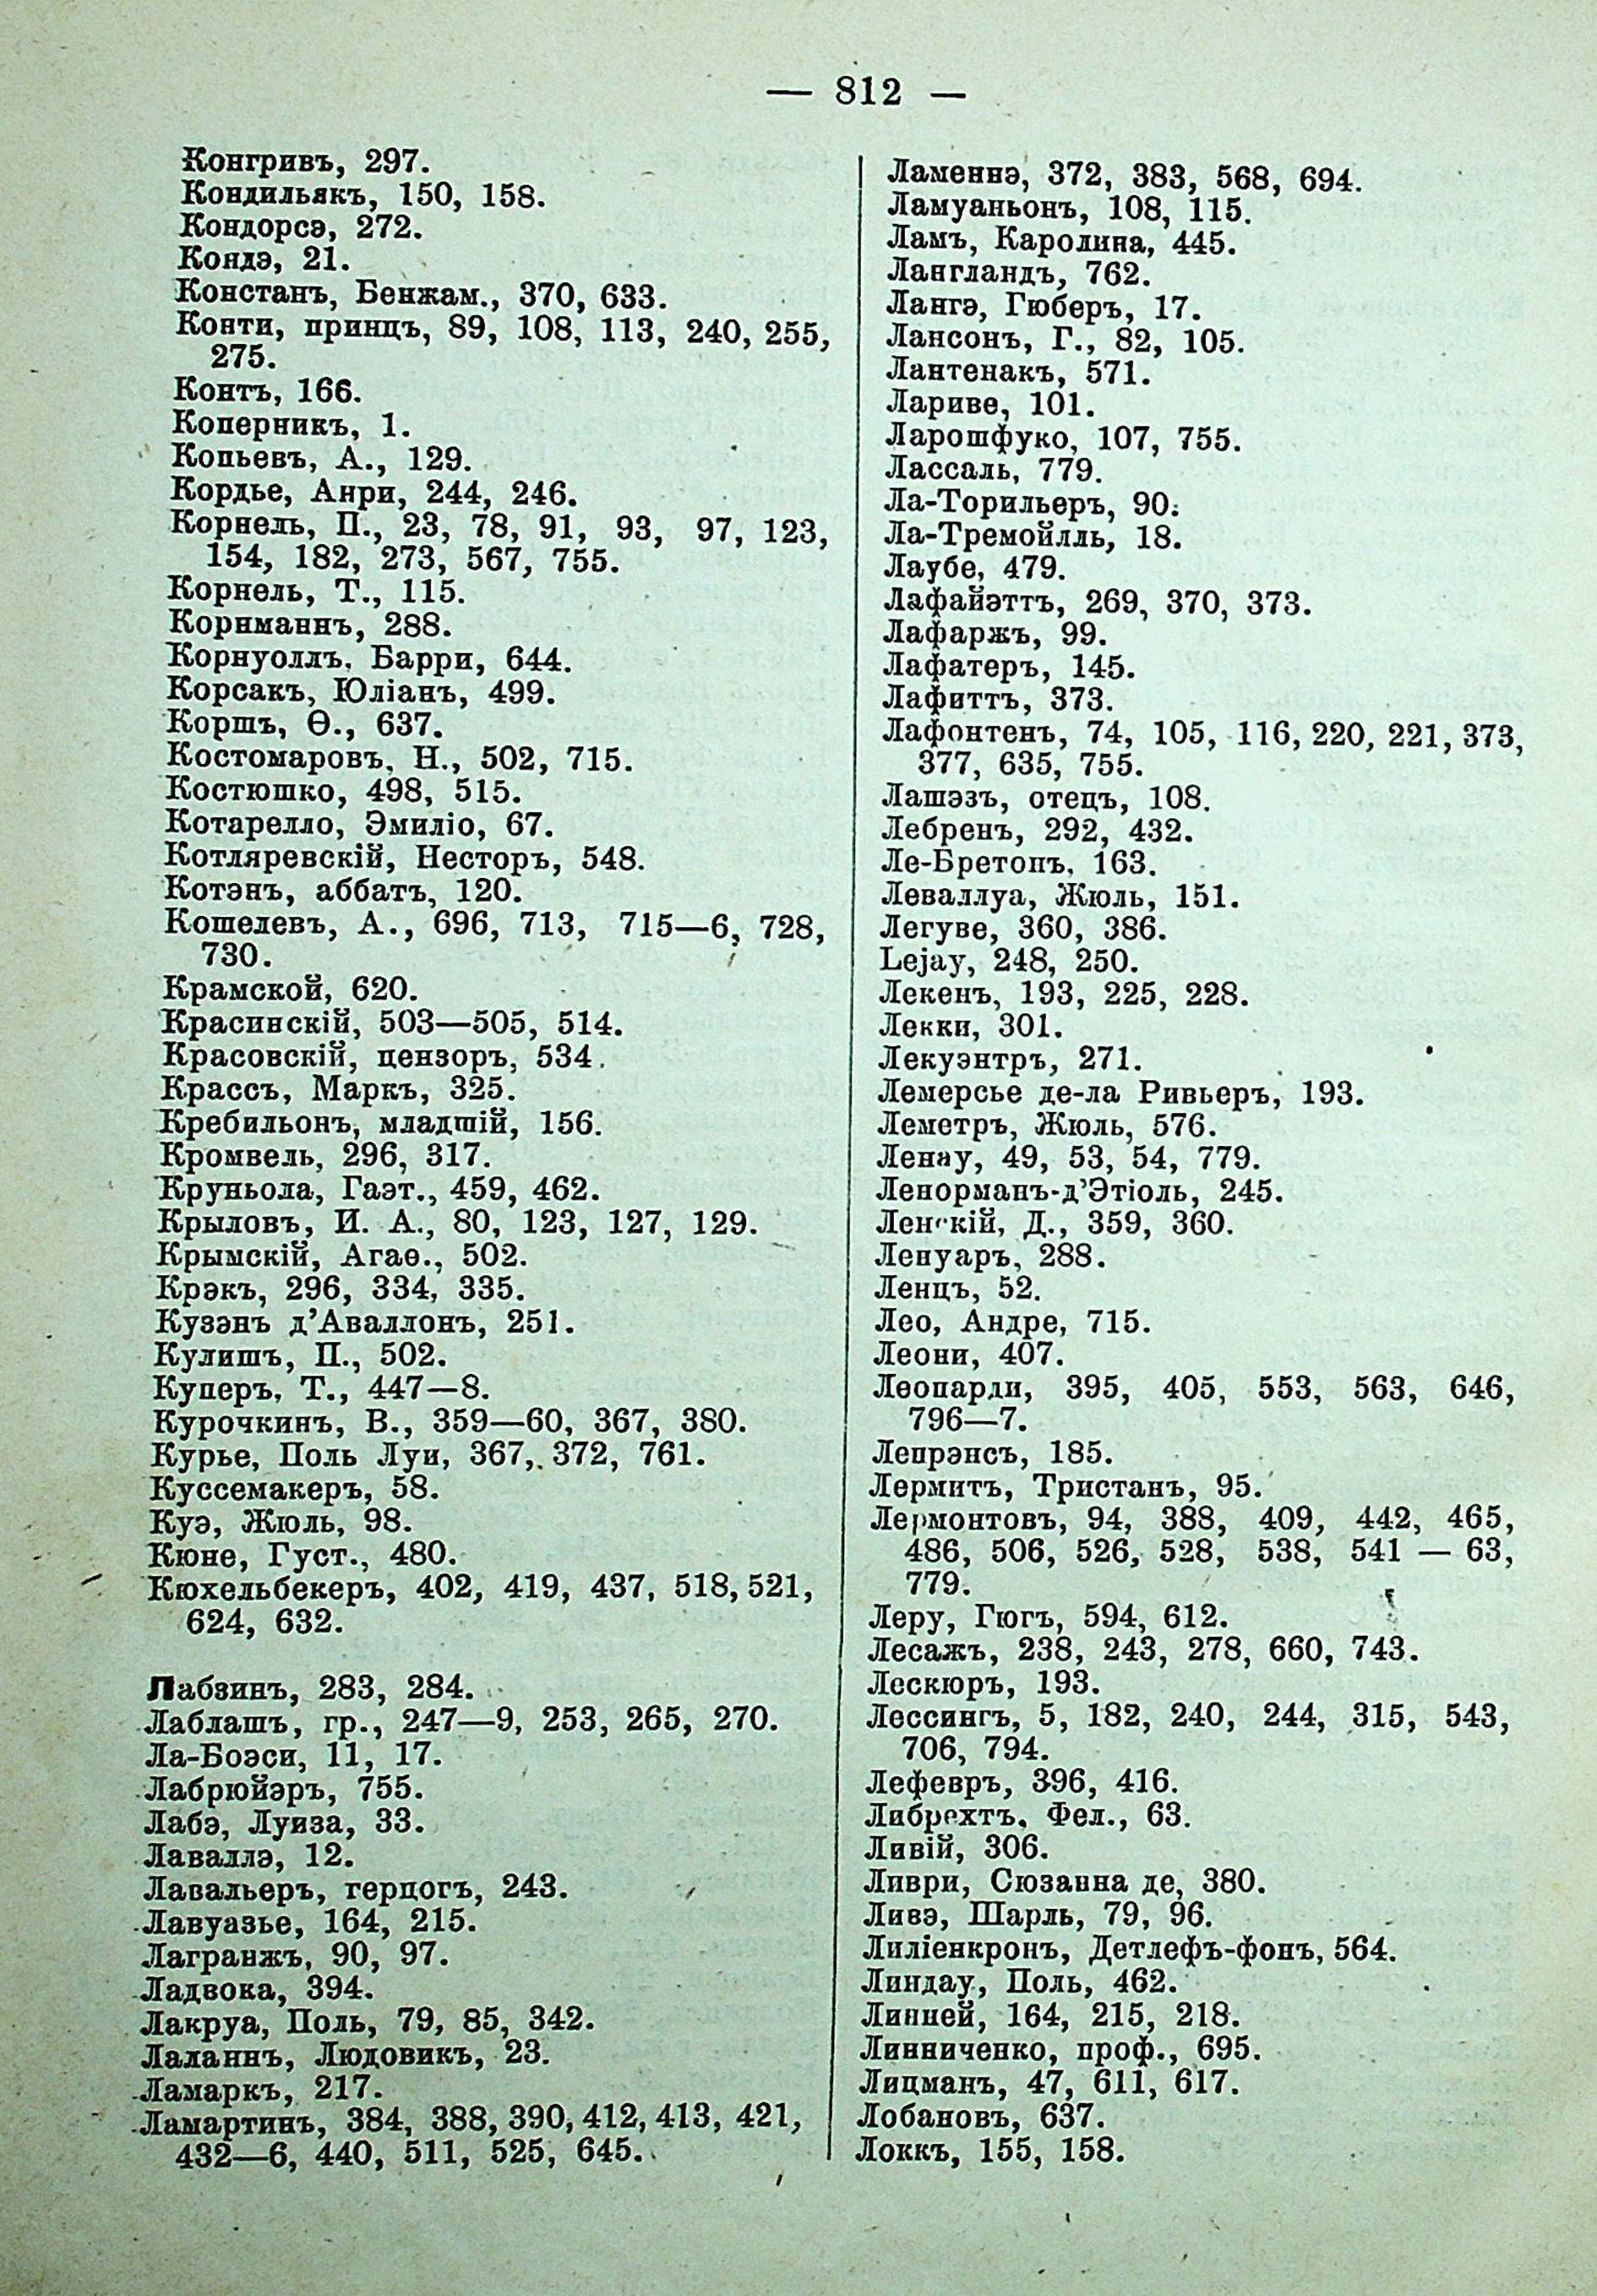 — 812 —
Конгривъ, 297.
Кондильякъ, 150, 158.
Кондорсэ, 272.
Кондэ, 21.
Констанъ, Бенжам., 370, 633.
Конти, принцъ, 89, 108, 113, 240, 255,
275.
Контъ, 166.
Коперникъ, 1.
Копьевъ, А., 129.
Кордье, Анри, 244, 246.
Корнель, П., 23, 78, 91, 93, 97, 123,
154, 182, 273, 567, 755.
Корнель, Т., 115.
Корнманнъ, 288.
Корнуоллъ, Барри, 644.
Корсакъ, Юліанъ, 499.
Коршъ, Ѳ., 637.
Костомаровъ, Н., 502, 715.
Костюшко, 498, 515.
Котарелло, Эмиліо, 67.
Котляревскій, Несторъ, 548.
Котэнъ, аббатъ, 120.
Кошелевъ, А., 696, 713, 715—6, 728,
730.
Крамской, 620.
Красинскій, 503—505, 514.
Красовскій, цензоръ, 534.
Крассъ, Маркъ, 325.
Кребильонъ, младшій, 156.
Кромвель, 296, 317.
Круньола, Гаэт., 459, 462.
Крыловъ, И. А., 80, 123, 127, 129.
Крымскій, Агаѳ., 502.
Крэкъ, 296, 334, 335.
Кузэнъ д’Аваллонъ, 251.
Кулишъ, П., 502.
Куперъ, Т., 447—8.
Курочкинъ, В., 359—60, 367, 380.
Курье, Поль Луи, 367, 372, 761.
Куссемакеръ, 58.
Куэ, Жюль, 98.
Кюне, Густ., 480.
Кюхельбекеръ, 402, 419, 437, 518, 521,
624, 632.
Лабзинъ, 283, 284.
Лаблашъ, гр., 247—9, 253, 265, 270.
Ла-Боэси, 11, 17.
Лабрюйэръ, 755.
Лабэ, Луиза, 33.
Лаваллэ, 12.
Лавальеръ, герцогъ, 243.
Лавуазье, 164, 215.
Лагранжъ, 90, 97.
Ладвока, 394.
Лакруа, Поль, 79, 85, 342.
Лаланнъ, Людовикъ, 23.
Ламаркъ, 217.
Ламартинъ, 384, 388, 390, 412, 413, 421,
432—6, 440, 511, 525, 645.
Ламеннэ, 372, 383, 568, 694.
Ламуаньонъ, 108, 115.
Ламъ, Каролина, 445.
Лангландъ, 762.
Лангэ, Гюберъ, 17.
Лансонъ, Г., 82, 105.
Лантенакъ, 571.
Лариве, 101.
Ларошфуко, 107, 755.
Лассаль, 779.
Ла-Торильеръ, 90.
Ла-Тремойлль, 18.
Лаубе, 479.
Лафайэттъ, 269, 370, 373.
Лафаржъ, 99.
Лафатеръ, 145.
Лафиттъ, 373.
Лафонтенъ, 74, 105, 116, 220, 221, 373,
377, 635, 755.
Лашэзъ, отецъ, 108.
Лебренъ, 292, 432.
Ле-Бретонъ, 163.
Леваллуа, Жюль, 151.
Легуве, 360, 386.
Lejay, 248, 250.
Лекенъ, 193, 225, 228.
Лекки, 301.
Лекуэнтръ, 271.
Лемерсье де-ла Ривьеръ, 193.
Леметръ, Жюль, 576.
Ленау, 49, 53, 54, 779.
Ленорманъ-д’Этіоль, 245.
Ленскій, Д., 359, 360.
Ленуаръ, 288.
Ленцъ, 52.
Лео, Андре, 715.
Леони, 407.
Леопарди, 395, 405, 553, 563, 646,
796—7.
Лепрэнсъ, 185.
Лермитъ, Тристанъ, 95.
Лермонтовъ, 94, 388, 409, 442, 465,
486, 506, 526, 528, 538, 541 — 63,
779.
Леру, Гюгъ, 594, 612.
Лесажъ, 238, 243, 278, 660, 743.
Лескюръ, 193.
Лессингъ, 5, 182, 240, 244, 315, 543,
706, 794.
Лефевръ, 396, 416.
Либрехтъ, Фел., 63.
Ливій, 306.
Ливри, Сюзанна де, 380.
Ливэ, Шарль, 79, 96.
Лиліенкронъ, Детлефъ-фонъ, 564.
Линдау, Поль, 462.
Линней, 164, 215, 218.
Линниченко, проф., 695.
Лицманъ, 47, 611, 617.
Лобановъ, 637.
Локкъ, 155, 158.